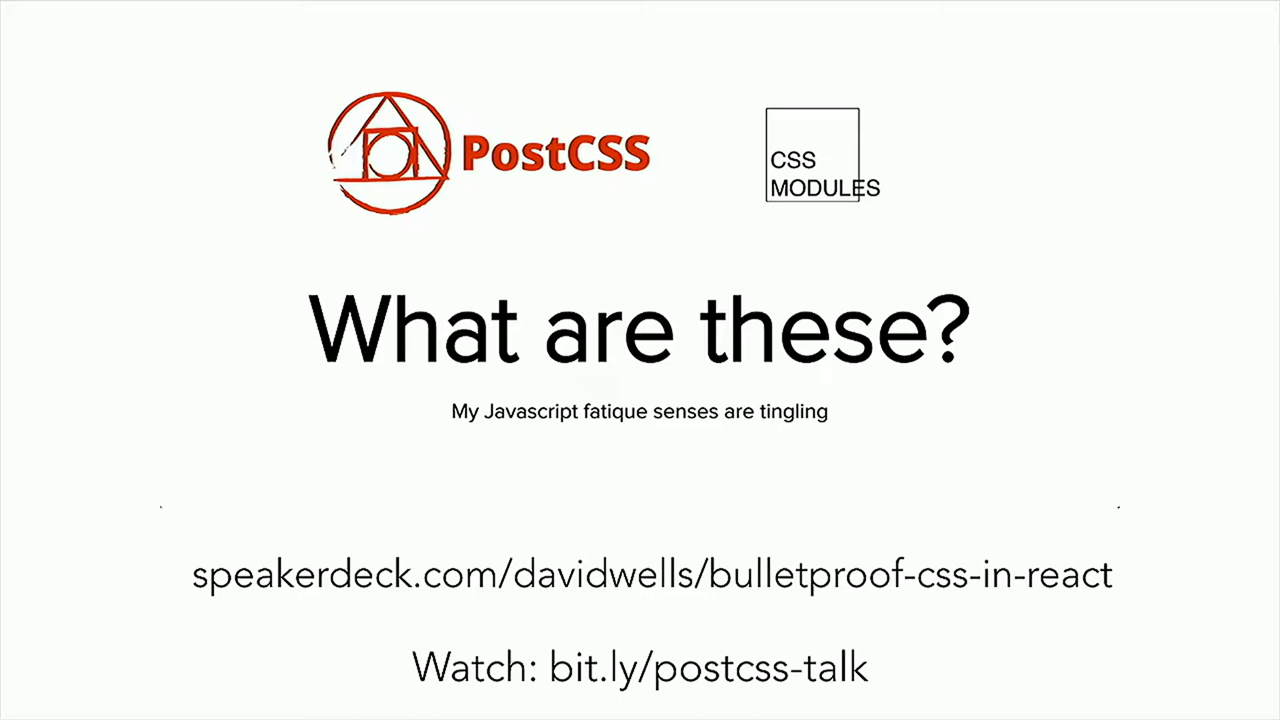 PostCSS
CSS
MODULES
What are these?
My Javascript fatique senses are tingling
speakerdeck.com/davidwells/bulletproof-css-in-react
Watch: bit.ly/postcss-talk